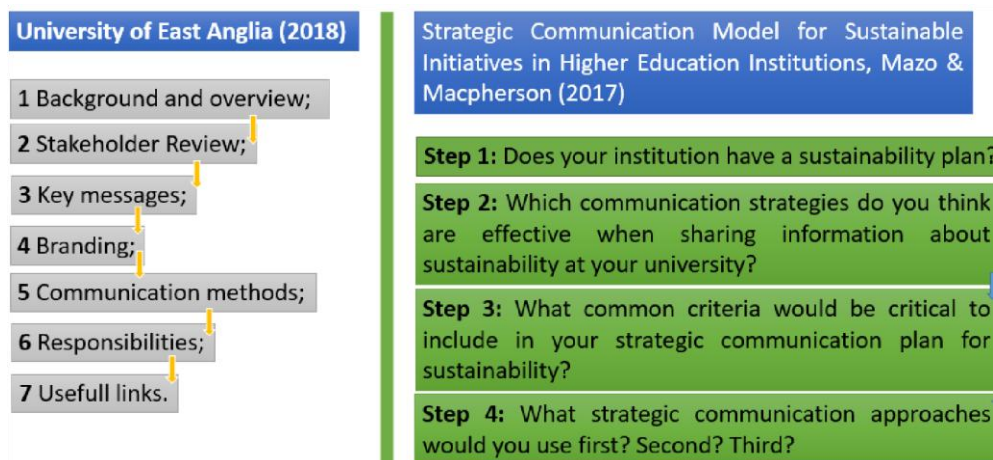 University of East Anglia (2018)
1 Background and overview;
2 Stakeholder Review;
3 Key messages;
4 Branding;
5 Communication methods;
6 Responsibilities;
7 Usefull links.
Strategic Communication Model for Sustainable
Initiatives in Higher Education Institutions, Mazo &
Macpherson (2017)
Step 1: Does your institution have a sustainability plan?
Step 2: Which communication strategies do you think
are effective when sharing information about
sustainability at your university?
Step 3: What common criteria would be critical to
include in your strategic communication plan for
sustainability?
Step 4: What strategic communication approaches
would you use first? Second? Third?